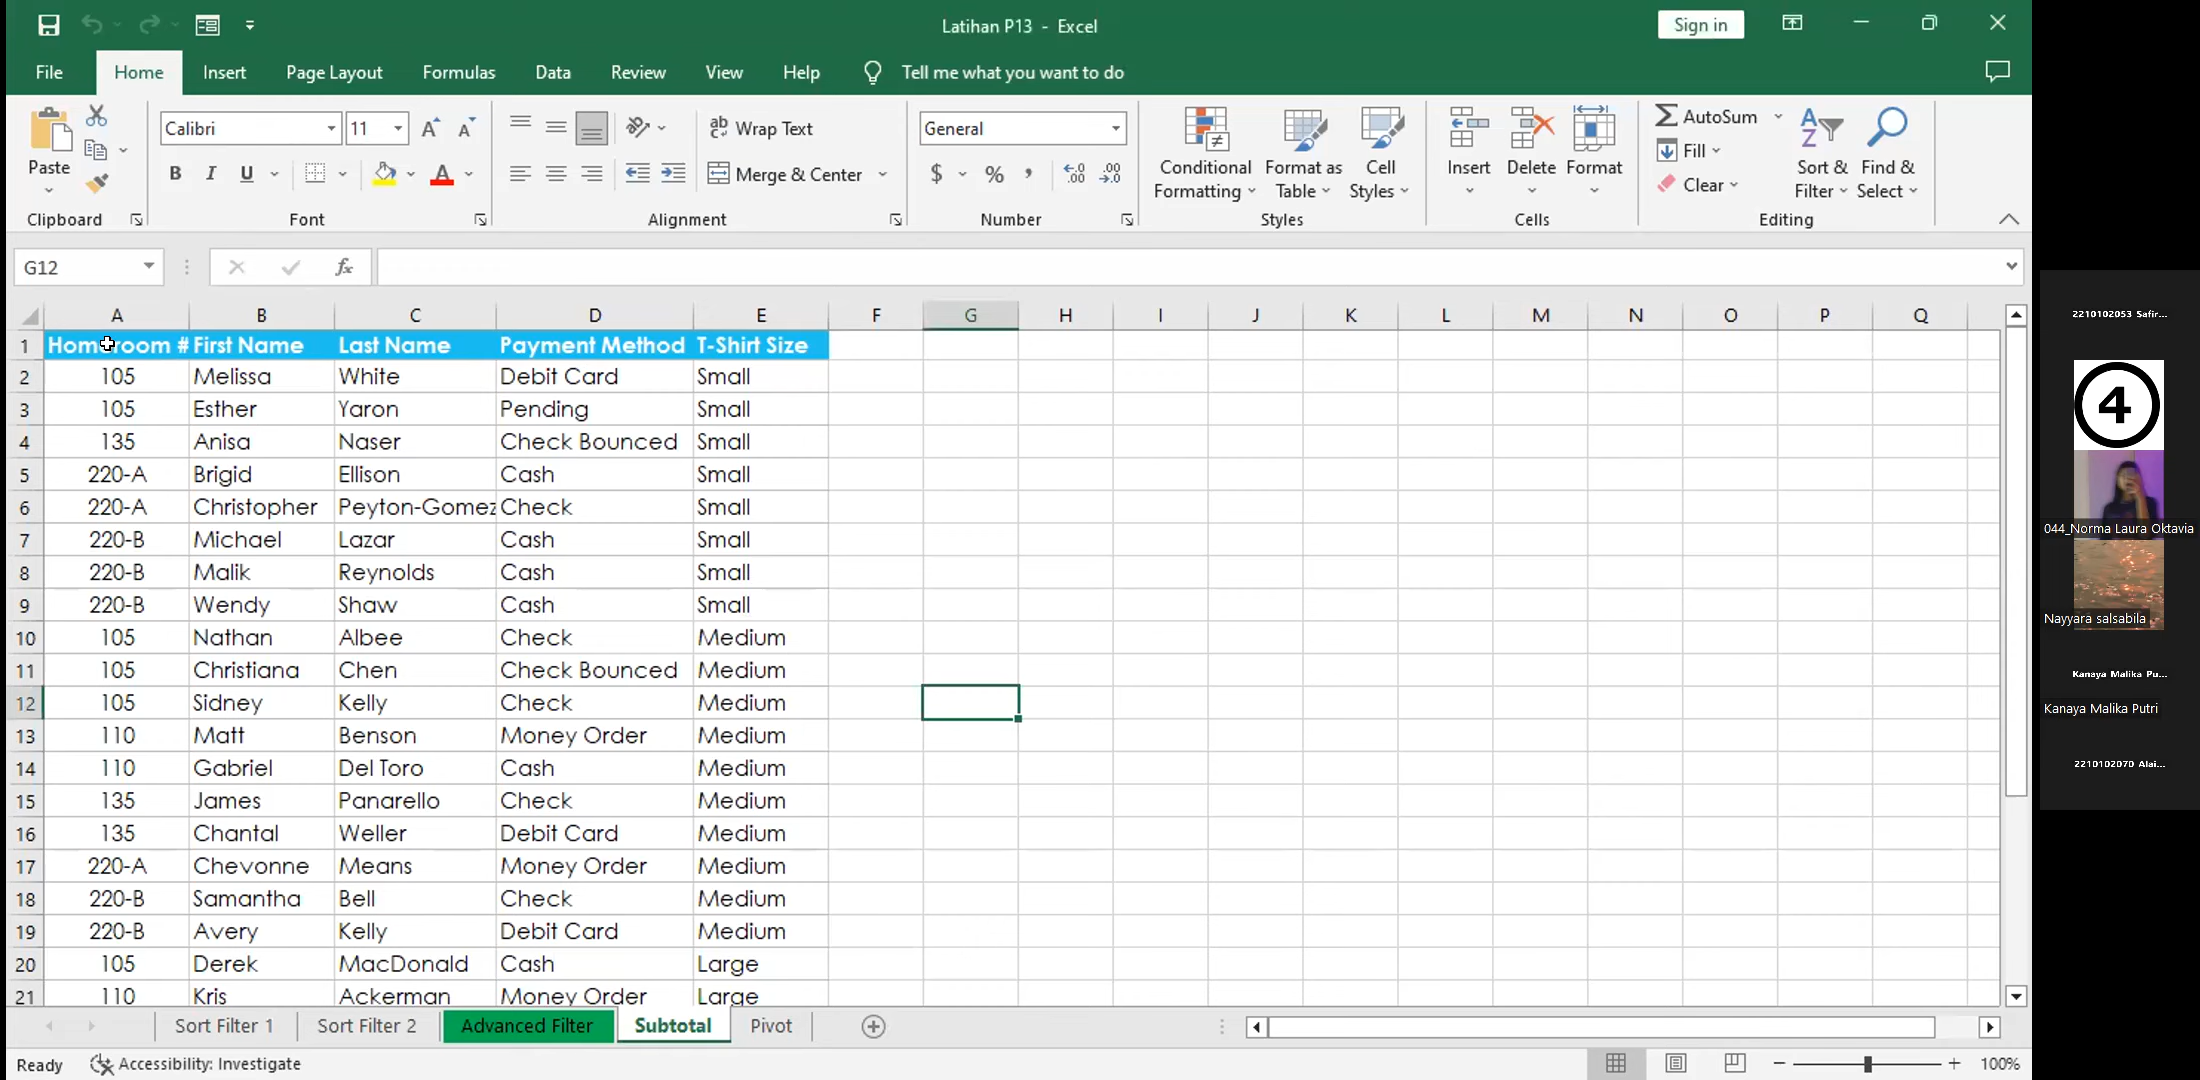 Latihan P13 - Excel
Sign in
File Home Insert Page Layout Formulas Data Review View Help Tell me what you want to do
Paste
Clipboard
Calibri 11
B I U
Font
Wrap Text
Merge & Center
Alignment
General
$ % ,
Number
Conditional Formatting
Format as Table
Cell Styles
Styles
Insert
Delete
Format
Cells
AutoSum
Fill
Clear
Sort & Filter
Find & Select
Editing
G12 fx
A B C D E F G H I J K L M N O P Q
1 Homeroom # First Name Last Name Payment Method T-Shirt Size
2 105 Melissa White Debit Card Small
3 105 Esther Yaron Pending Small
4 135 Anisa Naser Check Bounced Small
5 220-A Brigid Ellison Cash Small
6 220-A Christopher Peyton-Gomez Check Small
7 220-B Michael Lazar Cash Small
8 220-B Malik Reynolds Cash Small
9 220-B Wendy Shaw Cash Small
10 105 Nathan Albee Check Medium
11 105 Christiana Chen Check Bounced Medium
12 105 Sidney Kelly Check Medium
13 110 Matt Benson Money Order Medium
14 110 Gabriel Del Toro Cash Medium
15 135 James Panarello Check Medium
16 135 Chantal Weller Debit Card Medium
17 220-A Chevonne Means Money Order Medium
18 220-B Samantha Bell Check Medium
19 220-B Avery Kelly Debit Card Medium
20 105 Derek MacDonald Cash Large
21 110 Kris Ackerman Money Order Large
Sort Filter 1 Sort Filter 2 Advanced Filter Subtotal Pivot
Ready Accessibility: Investigate 100%
2210102053 Safir...
4
044_Norma Laura Oktavia
Nayyara salsabila
Kanaya Malika Pu...
Kanaya Malika Putri
2210102070 Alai...